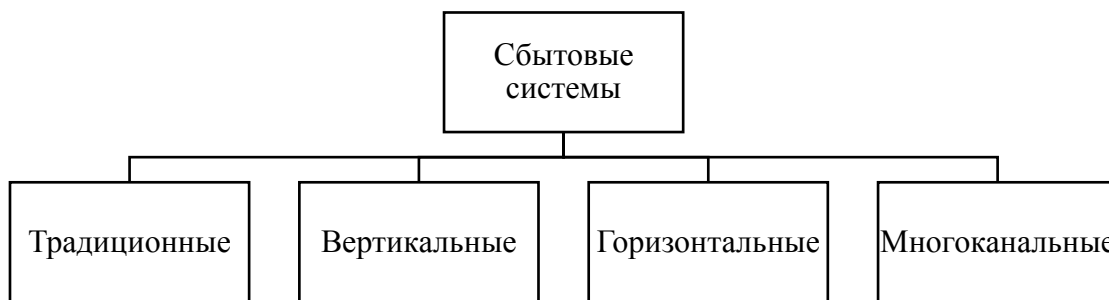 Сбытовые
системы
Традиционные
Вертикальные
Горизонтальные
Многоканальные